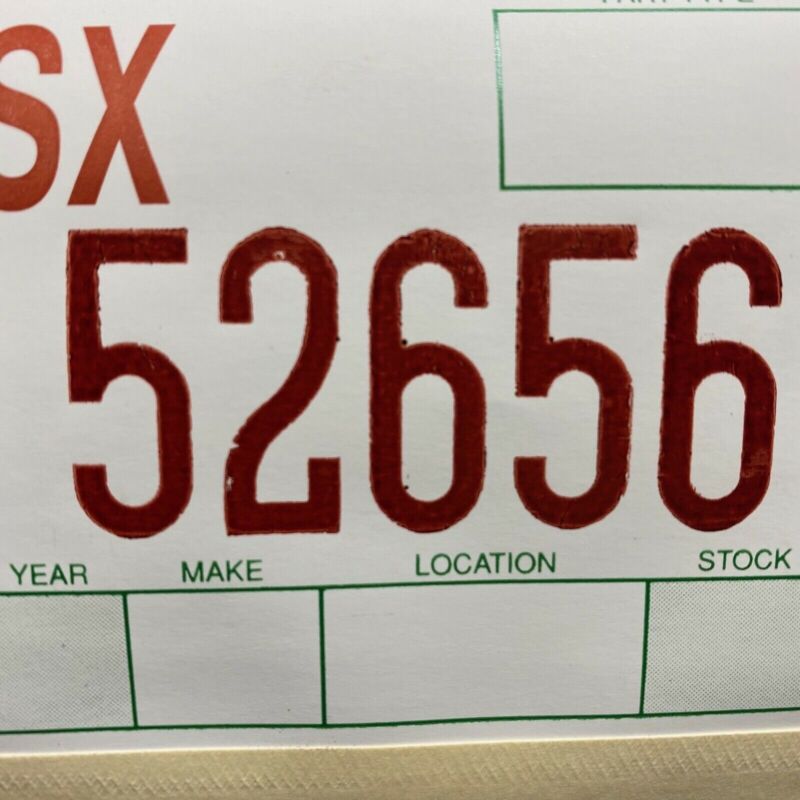 SX
52656
YEAR MAKE LOCATION STOCK